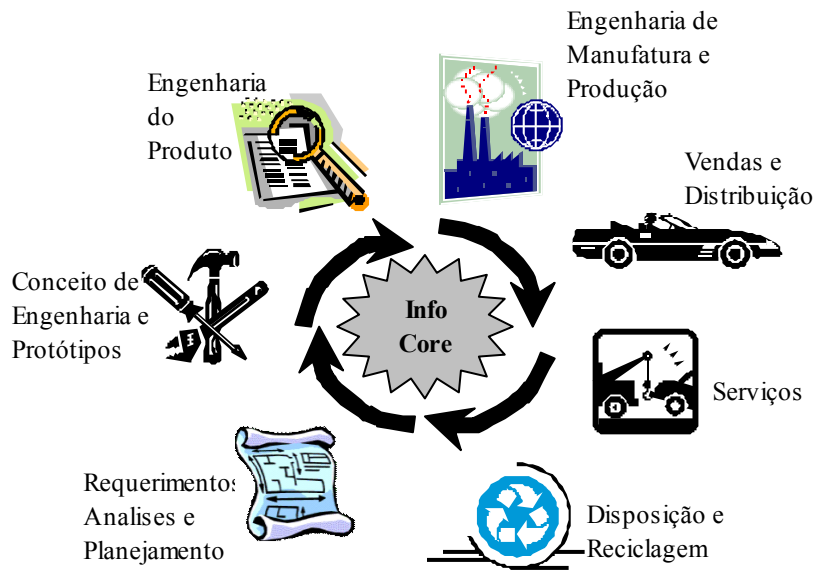 Engenharia
do
Produto
Engenharia de
Manufatura e
Produção
Vendas e
Distribuição
Conceito de
Engenharia e
Protótipos
Info
Core
Serviços
Requerimentos
Analises e
Planejamento
Disposição e
Reciclagem